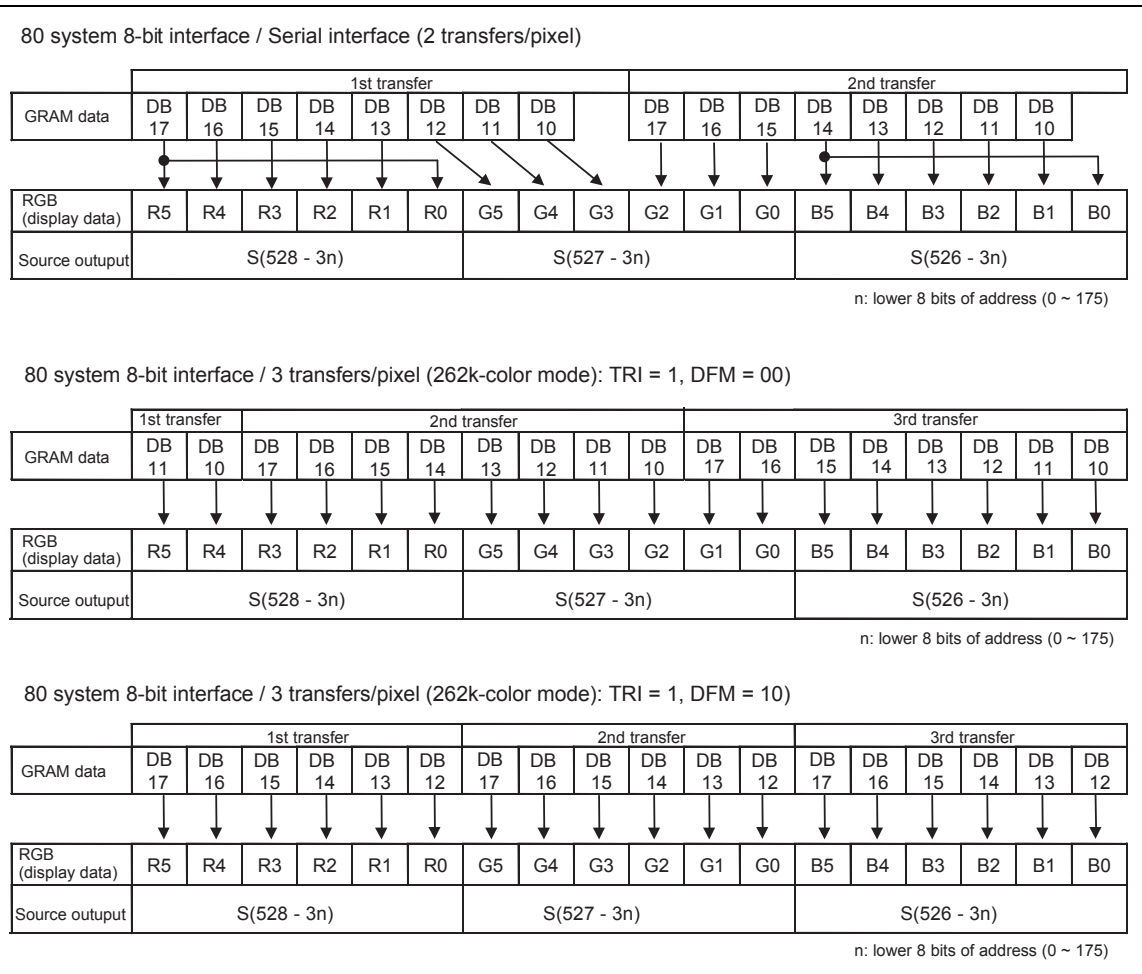 80 system 8-bit interface / Serial interface (2 transfers/pixel)
1st transfer 2nd transfer
GRAM data DB 17 DB 16 DB 15 DB 14 DB 13 DB 12 DB 11 DB 10 DB 17 DB 16 DB 15 DB 14 DB 13 DB 12 DB 11 DB 10
RGB
(display data) R5 R4 R3 R2 R1 R0 G5 G4 G3 G2 G1 G0 B5 B4 B3 B2 B1 B0
Source outuput S(528 - 3n) S(527 - 3n) S(526 - 3n)
n: lower 8 bits of address (0 ~ 175)
80 system 8-bit interface / 3 transfers/pixel (262k-color mode): TRI = 1, DFM = 00)
1st transfer 2nd transfer 3rd transfer
GRAM data DB 11 DB 10 DB 17 DB 16 DB 15 DB 14 DB 13 DB 12 DB 11 DB 10 DB 17 DB 16 DB 15 DB 14 DB 13 DB 12 DB 11 DB 10
RGB
(display data) R5 R4 R3 R2 R1 R0 G5 G4 G3 G2 G1 G0 B5 B4 B3 B2 B1 B0
Source outuput S(528 - 3n) S(527 - 3n) S(526 - 3n)
n: lower 8 bits of address (0 ~ 175)
80 system 8-bit interface / 3 transfers/pixel (262k-color mode): TRI = 1, DFM = 10)
1st transfer 2nd transfer 3rd transfer
GRAM data DB 17 DB 16 DB 15 DB 14 DB 13 DB 12 DB 17 DB 16 DB 15 DB 14 DB 13 DB 12 DB 17 DB 16 DB 15 DB 14 DB 13 DB 12
RGB
(display data) R5 R4 R3 R2 R1 R0 G5 G4 G3 G2 G1 G0 B5 B4 B3 B2 B1 B0
Source outuput S(528 - 3n) S(527 - 3n) S(526 - 3n)
n: lower 8 bits of address (0 ~ 175)